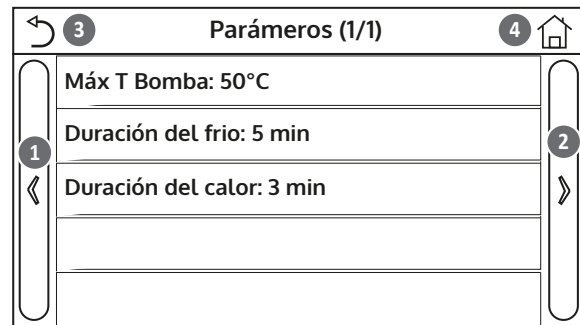 3 Parámeros (1/1) 4
Máx T Bomba: 50°C
Duración del frio: 5 min
1 2
Duración del calor: 3 min